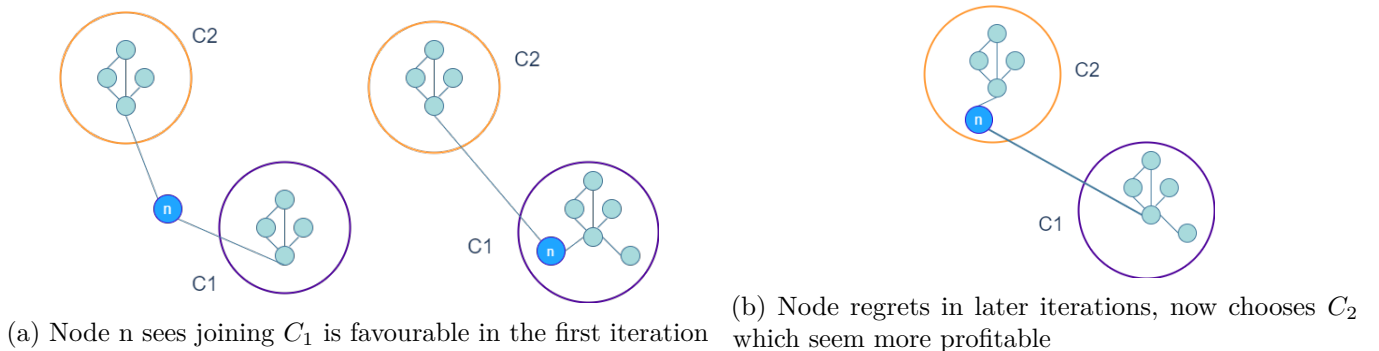 C2
n
C1
C2
n
C1
(a) Node n sees joining C₁ is favourable in the first iteration
C2
n
C1
(b) Node regrets in later iterations, now chooses C₂
which seem more profitable